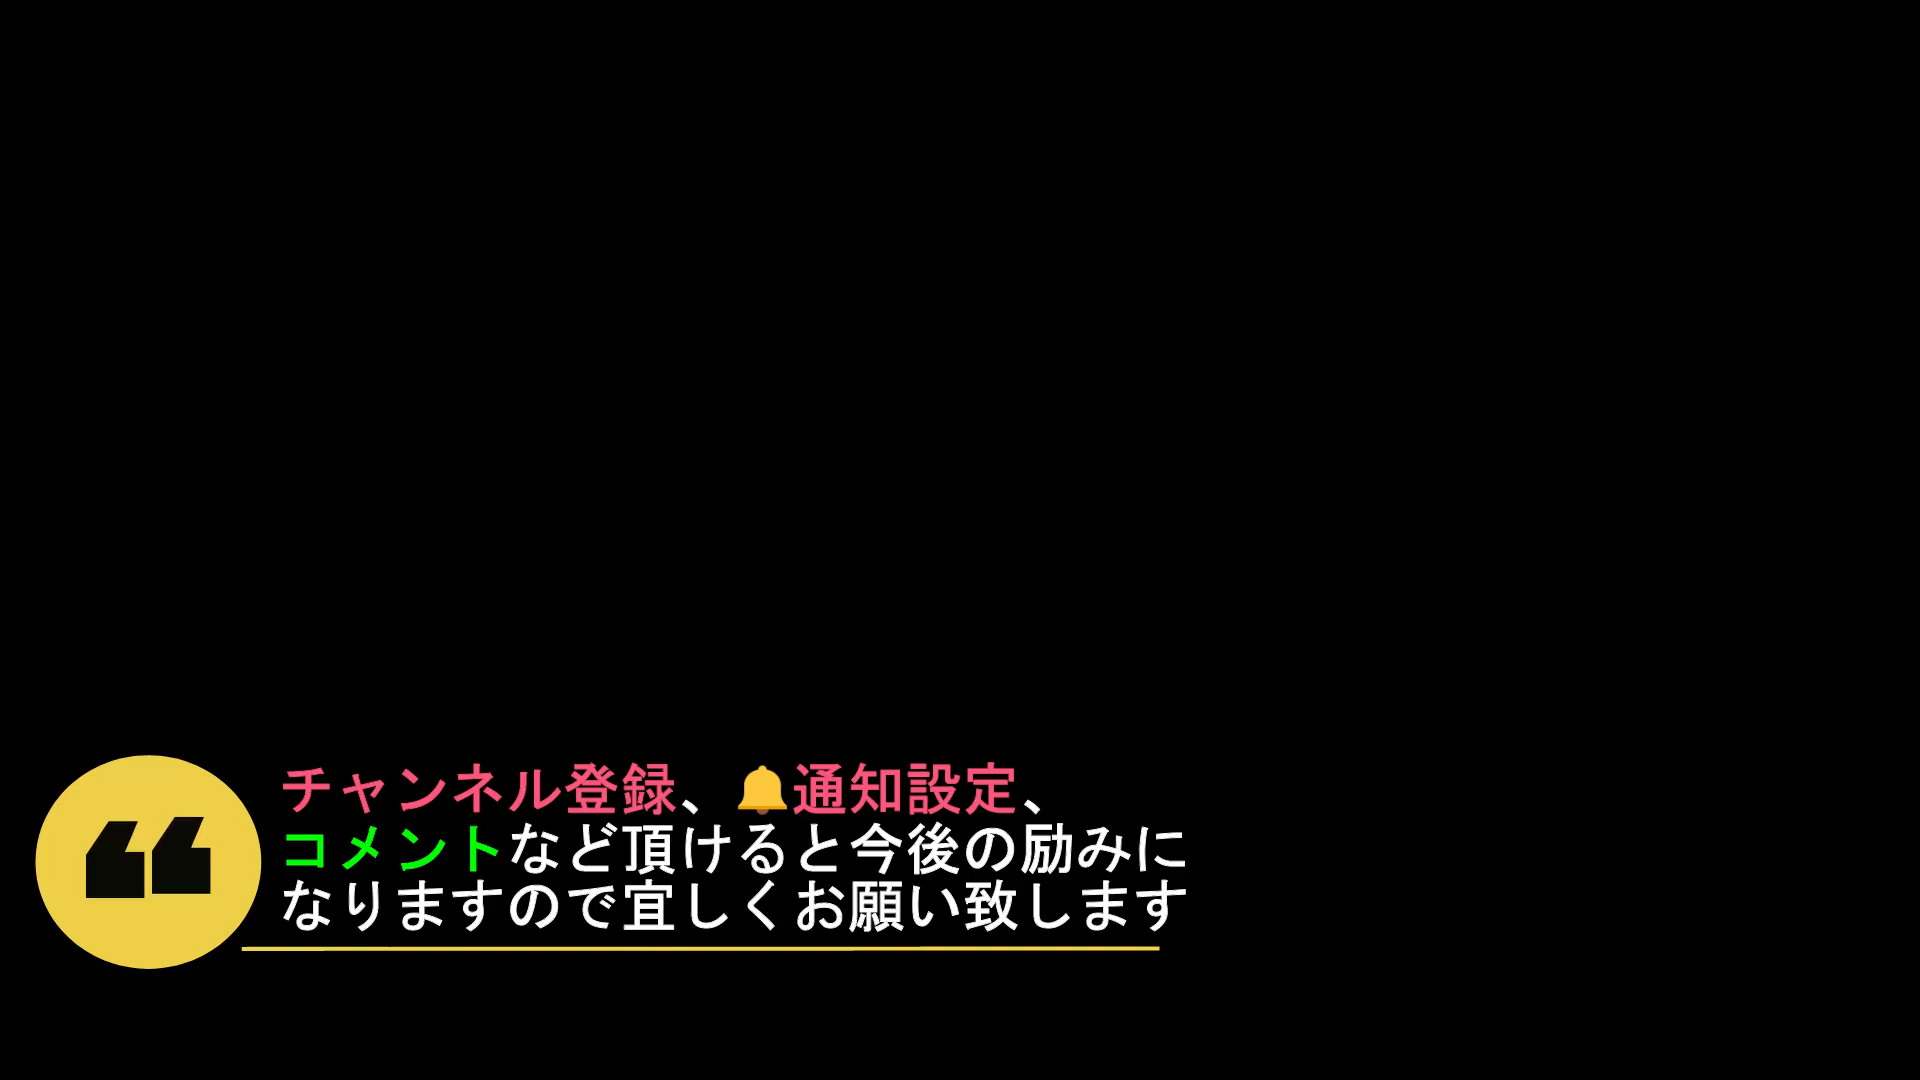 チャンネル登録、🔔通知設定、
コメントなど頂けると今後の励みに
なりますので宜しくお願い致します